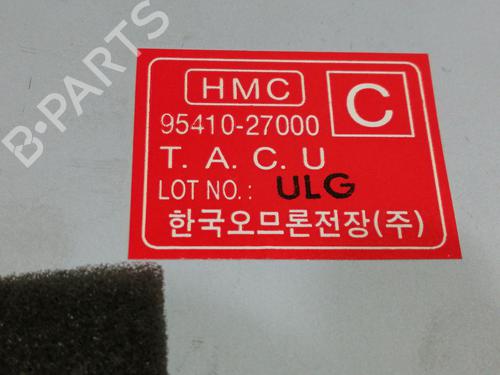 B-PARTS
HMC
C
95410-27000
T. A. C. U
LOT NO.: ULG
한국오므론전장(주)